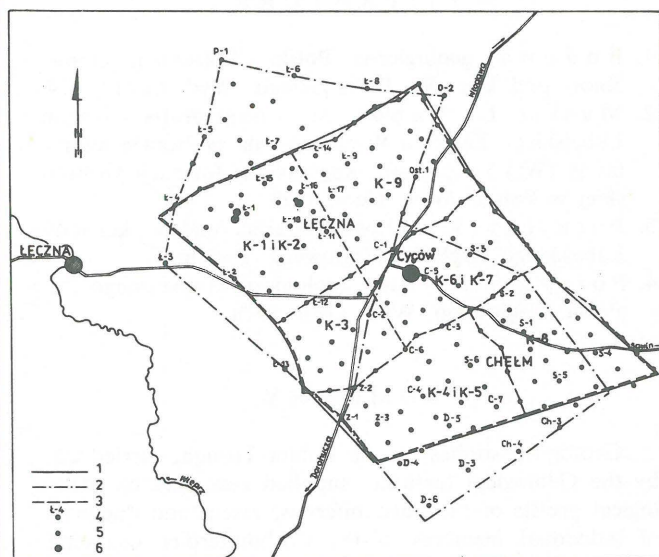 P-1
Ł-6
Ł-8
O-2
Włodawa
N
M
Ł-5
Ł-7
Ł-14
Ł-9
Ost.1
Ł-15
Ł-16
Ł-17
K-9
Ł-4
Ł-1
Ł-18
ŁĘCZNA
Ł-11
K-1 i K-2
C-1
S-3
ŁĘCZNA
Ł-3
Cyców
Ł-2
C-5
K-6 i K-7
Ł-12
C-2
S-2
K-3
C-3
S-1
K-8
C-6
S-4
CHEŁM
S-6
Ł-13
Z-2
C-4
K-4 i K-5
S-5
C-7
Z-1
Z-3
D-5
Ch-3
Ch-4
D-4
D-3
D-6
Wieprz
1
2
3
Ł-4
4
5
6